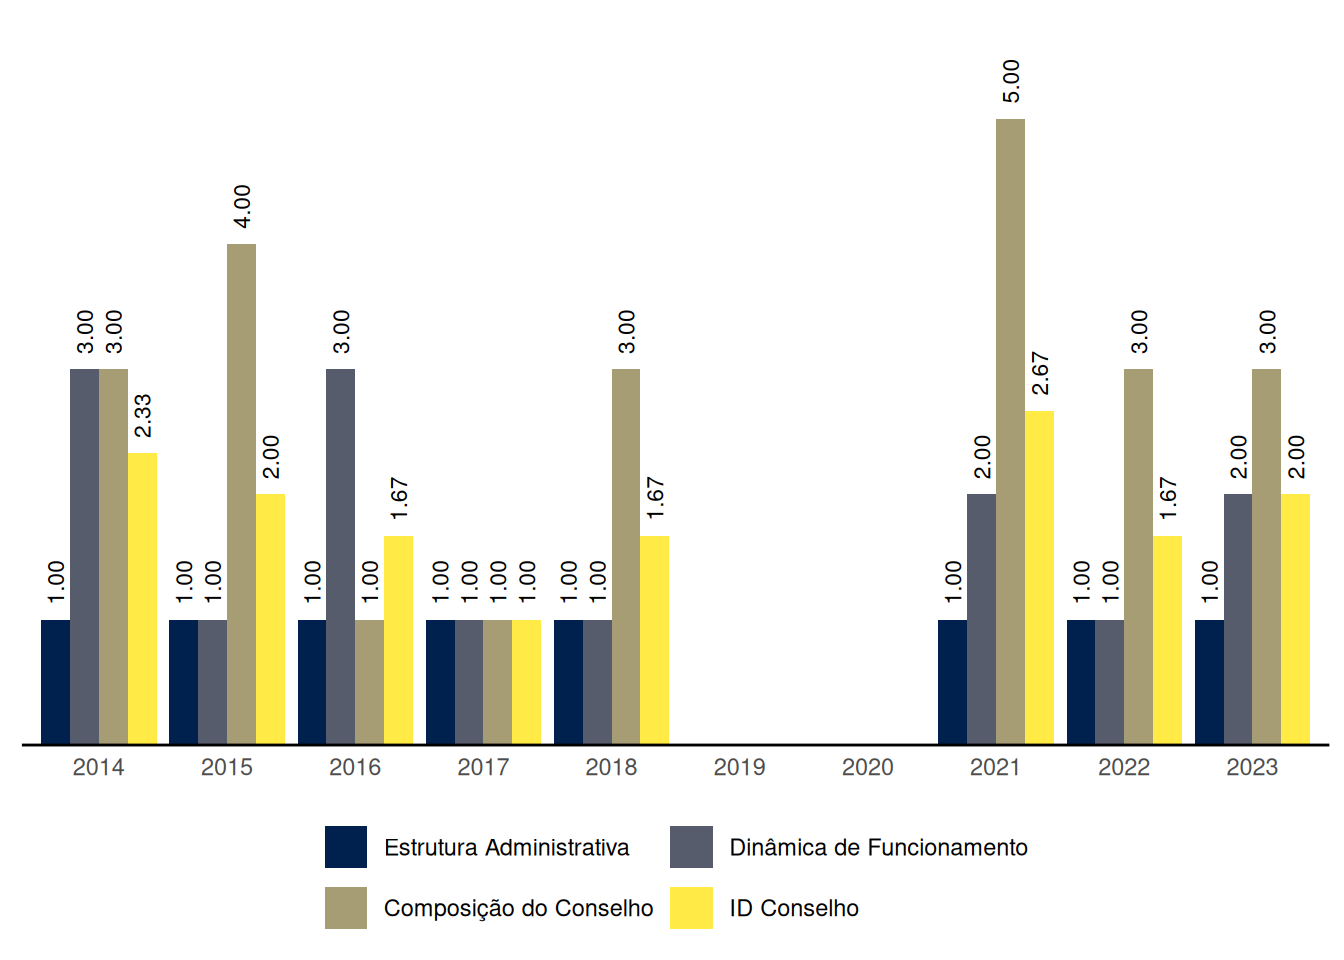 5.00
4.00
3.00 3.00 3.00 3.00 3.00 3.00
2.33 2.67
2.00 2.00 2.00 2.00
1.67 1.67 1.67
1.00 1.00 1.00 1.00 1.00 1.00 1.00 1.00 1.00 1.00 1.00 1.00 1.00 1.00 1.00
2014 2015 2016 2017 2018 2019 2020 2021 2022 2023
Estrutura Administrativa Dinâmica de Funcionamento
Composição do Conselho ID Conselho